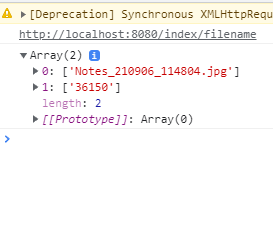 [Deprecation] Synchronous XMLHttpRequ
http://localhost:8080/index/filename
Array(2) i
0: ['Notes_210906_114804.jpg']
1: ['36150']
length: 2
[[Prototype]]: Array(0)